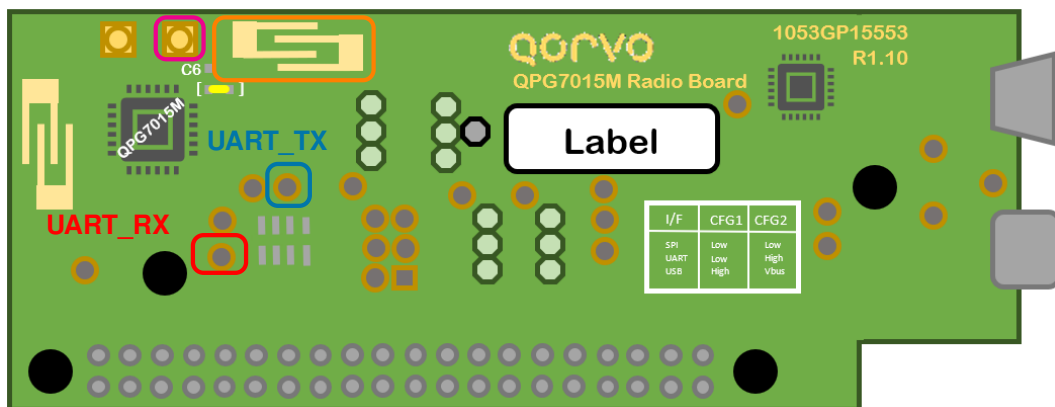 qorvo
1053GP15553
R1.10
QPG7015M Radio Board
C6
[ ]
QPG7015M
UART_TX
Label
UART_RX
I/F CFG1 CFG2
SPI Low Low
UART Low High
USB High Vbus